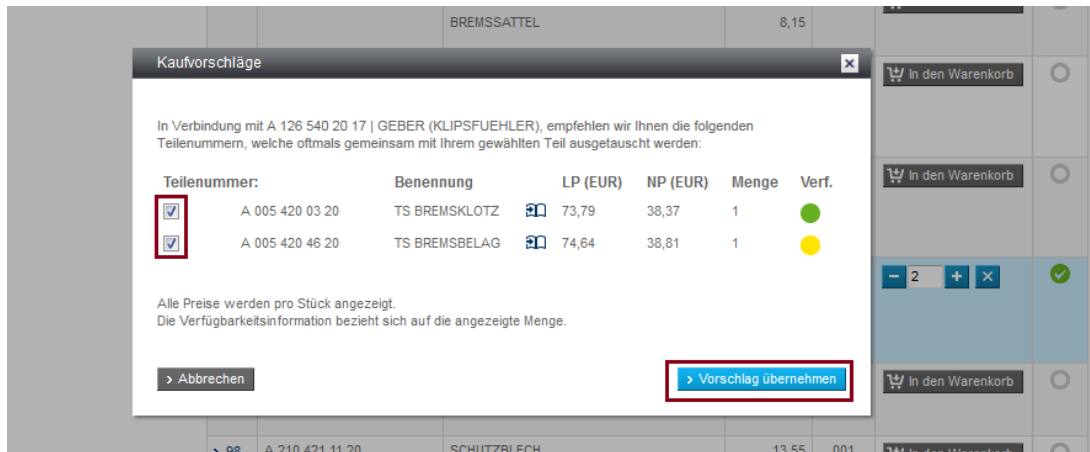 BREMSSATTEL 8,15
Kaufvorschläge
In den Warenkorb
In Verbindung mit A 126 540 20 17 | GEBER (KLIPSFUEHLER), empfehlen wir Ihnen die folgenden
Teilenummern, welche oftmals gemeinsam mit Ihrem gewählten Teil ausgetauscht werden:
Teilenummer: Benennung LP (EUR) NP (EUR) Menge Verf.
In den Warenkorb
A 005 420 03 20 TS BREMSKLOTZ 73,79 38,37 1
A 005 420 46 20 TS BREMSBELAG 74,64 38,81 1
2
Alle Preise werden pro Stück angezeigt.
Die Verfügbarkeitsinformation bezieht sich auf die angezeigte Menge.
Abbrechen Vorschlag übernehmen
In den Warenkorb
98 A 210 421 11 20 SCHUTZBLECH 13,55 001 In den Warenkorb